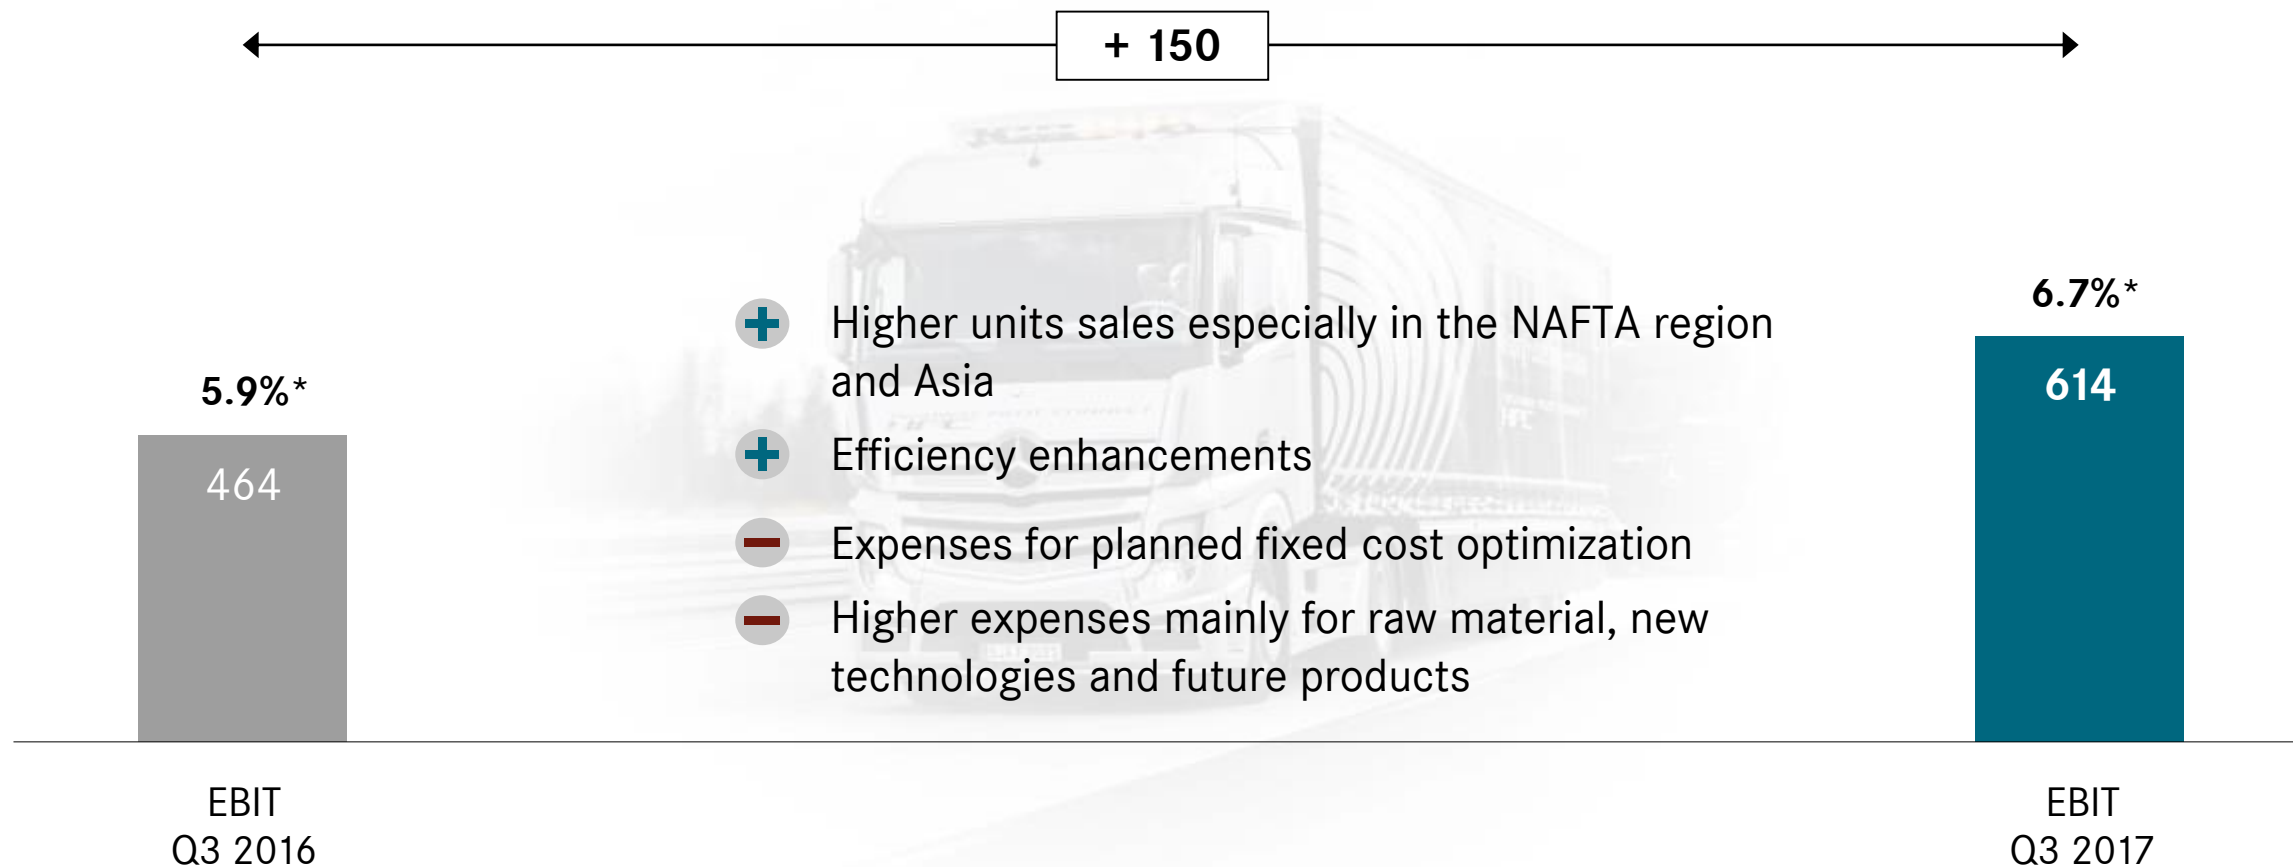 + 150
5.9%*
464
Higher units sales especially in the NAFTA region
and Asia
Efficiency enhancements
Expenses for planned fixed cost optimization
Higher expenses mainly for raw material, new
technologies and future products
6.7%*
614
EBIT
Q3 2016
EBIT
Q3 2017